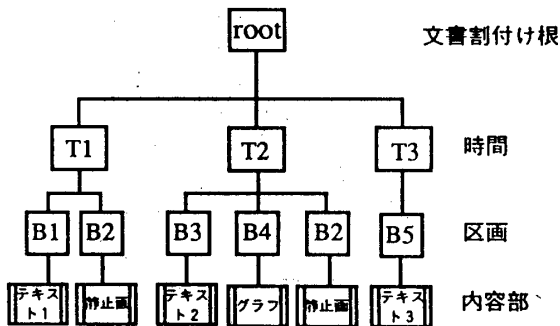 root
文書割付け根
T1
T2
T3
時間
B1
B2
B3
B4
B2
B5
区画
テキス
ト1
静止画
テキス
ト2
グラフ
静止画
テキス
ト3
内容部